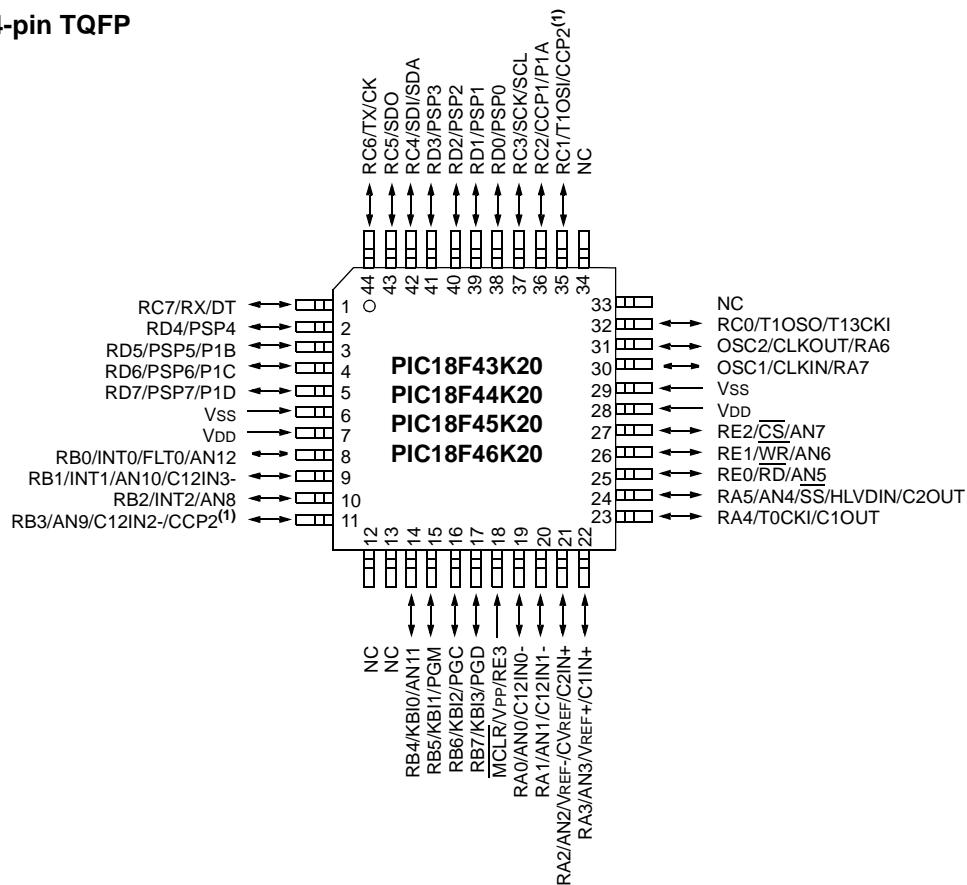 4-pin TQFP
RC6/TX/CK
RC5/SDO
RC4/SDI/SDA
RD3/PSP3
RD2/PSP2
RD1/PSP1
RD0/PSP0
RC3/SCK/SCL
RC2/CCP1/P1A
RC1/T1OSI/CCP2(1)
NC
44
43
42
41
40
39
38
37
36
35
34
RC7/RX/DT
RD4/PSP4
RD5/PSP5/P1B
RD6/PSP6/P1C
RD7/PSP7/P1D
VSS
VDD
RB0/INT0/FLT0/AN12
RB1/INT1/AN10/C12IN3-
RB2/INT2/AN8
RB3/AN9/C12IN2-/CCP2(1)
1
2
3
4
5
6
7
8
9
10
11
PIC18F43K20
PIC18F44K20
PIC18F45K20
PIC18F46K20
33
32
31
30
29
28
27
26
25
24
23
NC
RC0/T1OSO/T13CKI
OSC2/CLKOUT/RA6
OSC1/CLKIN/RA7
VSS
VDD
RE2/CS/AN7
RE1/WR/AN6
RE0/RD/AN5
RA5/AN4/SS/HLVDIN/C2OUT
RA4/T0CKI/C1OUT
12
13
14
15
16
17
18
19
20
21
22
NC
NC
RB4/KBI0/AN11
RB5/KBI1/PGM
RB6/KBI2/PGC
RB7/KBI3/PGD
MCLR/VPP/RE3
RA0/AN0/C12IN0-
RA1/AN1/C12IN1-
RA2/AN2/VREF-/CVREF/C2IN+
RA3/AN3/VREF+/C1IN+